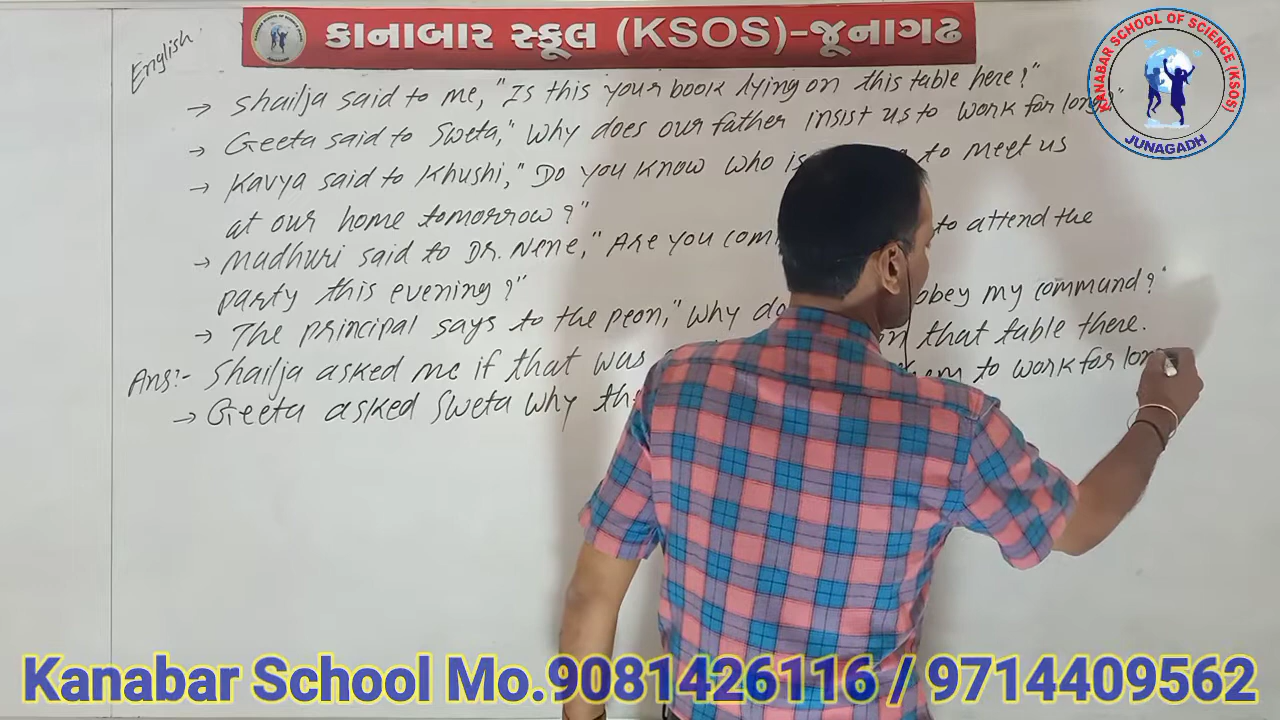 કાનાબાર સ્કૂલ (KSOS)-જૂનાગઢ
KANABAR SCHOOL OF SCIENCE (KSOS)
JUNAGADH
English
→ Shailja said to me, "Is this your book lying on this table here?"
→ Geeta said to Sweta," Why does our father insist us to work for long?"
→ Kavya said to Khushi," Do you know who is to meet us
at our home tomorrow?"
→ Madhuri said to Dr. Nene," Are you to attend the
party this evening?"
→ The principal says to the peon," Why obey my command?"
Ans:- Shailja asked me if that was on that table there.
→ Geeta asked Sweta why them to work for
Kanabar School Mo.9081426116 / 9714409562